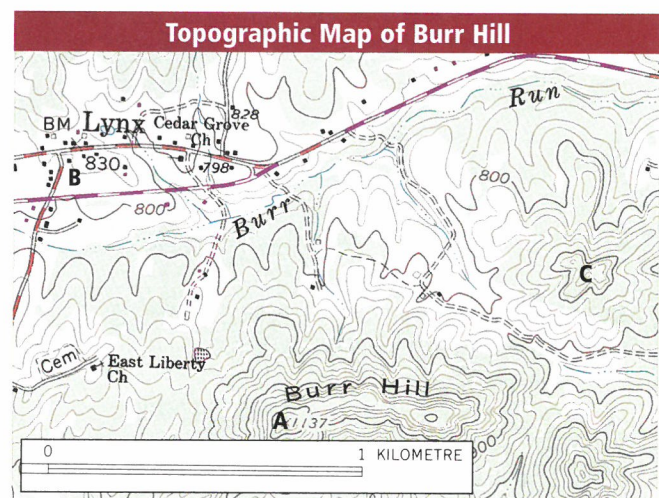 Topographic Map of Burr Hill
Run
BM Lynx Cedar Grove Ch 828
830
798
B
800
Burr
800
C
Cem
East Liberty
Ch
Burr Hill
A 1137
800
0 1 KILOMETRE